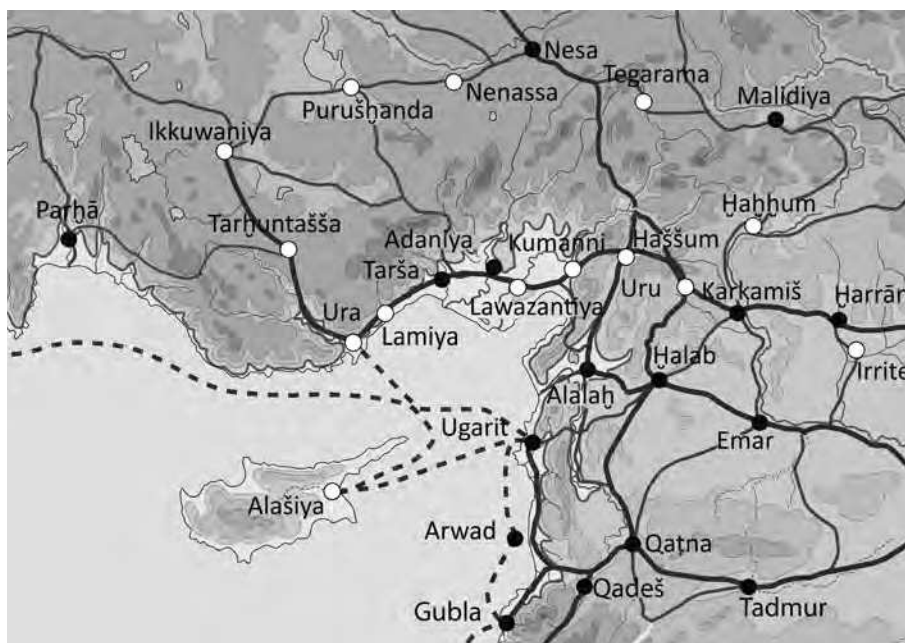 Nesa
Tegarama
Purušḫanda
Nenassa
Malidiya
Ikkuwaniya
Parḫā
Tarḫuntašša
Ḫaḫḫum
Adaniya
Kumanni
Ḫaššum
Tarša
Ura
Lamiya
Lawazantiya
Uru
Karkamiš
Ḫarrān
Irrite
Ḫalab
Alalaḫ
Ugarit
Emar
Alašiya
Arwad
Qaṭna
Gubla
Qadeš
Tadmur